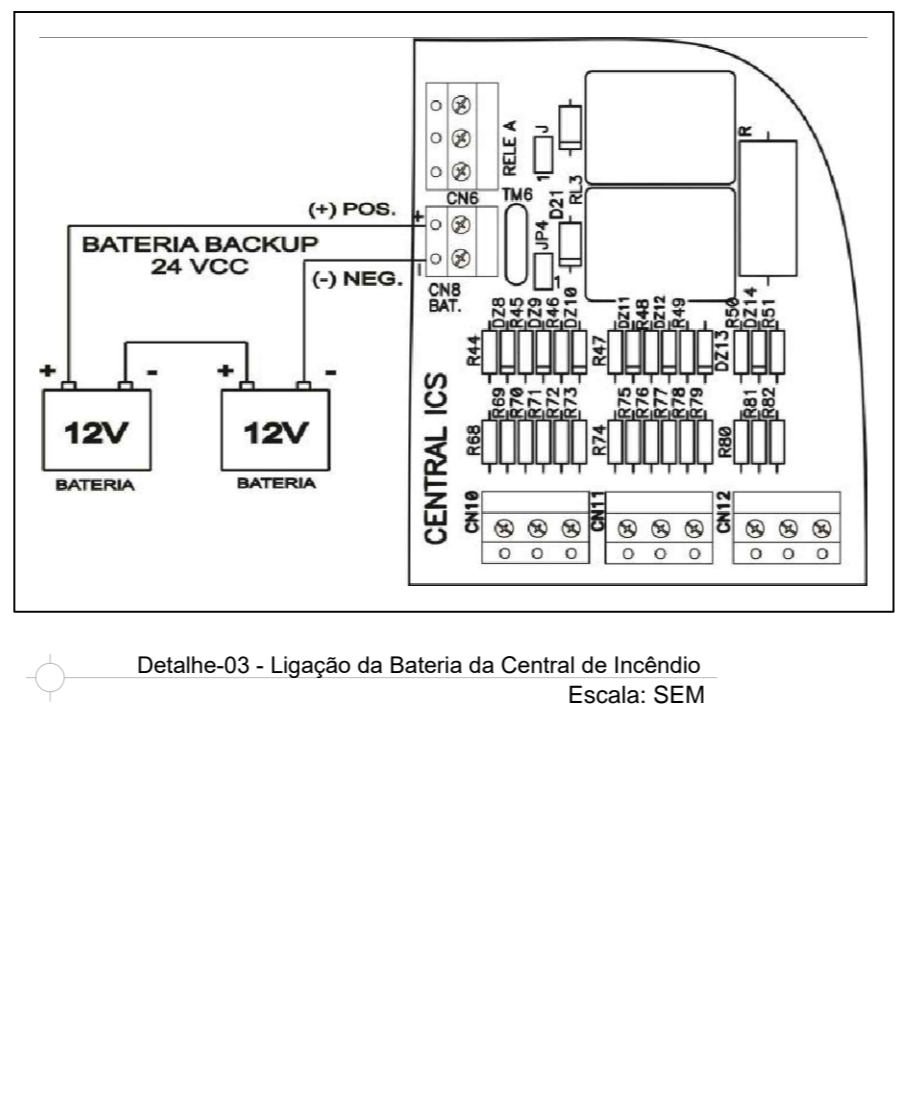 RELE A
CN6
TM6
J
1
D21
RL3
R
(+) POS.
+
BATERIA BACKUP
24 VCC
(-) NEG.
-
CN8
BAT.
JP4
1
R44
DZ8
R45
DZ9
R46
DZ10
R47
DZ11
R48
DZ12
R49
DZ13
R50
DZ14
R51
+
-
+
-
12V
12V
BATERIA
BATERIA
CENTRAL ICS
R68
R69
R70
R71
R72
R73
R74
R75
R76
R77
R78
R79
R80
R81
R82
CN10
CN11
CN12
Detalhe-03 - Ligação da Bateria da Central de Incêndio
Escala: SEM